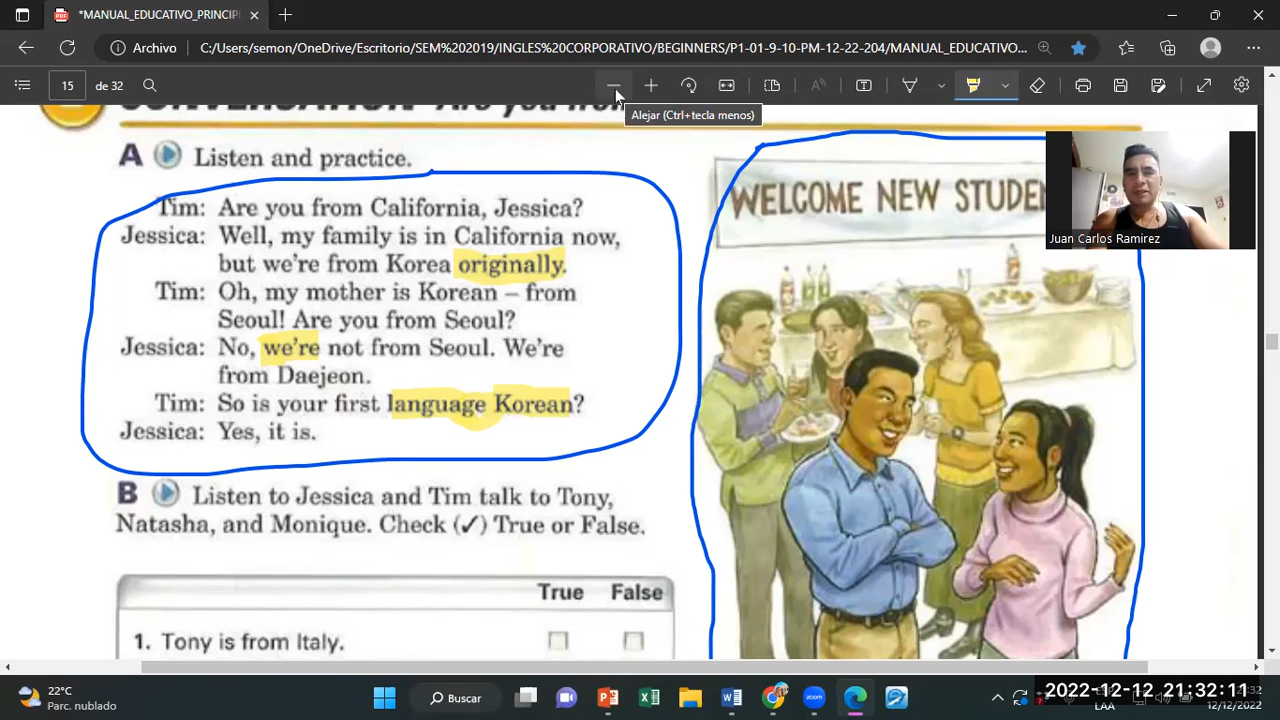 *MANUAL_EDUCATIVO_PRINCIPI
Archivo
C:/Users/semon/OneDrive/Escritorio/SEM%202019/INGLES%20CORPORATIVO/BEGINNERS/P1-01-9-10-PM-12-22-204/MANUAL_EDUCATIVO_...
15 de 32
Alejar (Ctrl+tecla menos)
A Listen and practice.
Tim: Are you from California, Jessica?
Jessica: Well, my family is in California now,
but we're from Korea originally.
Tim: Oh, my mother is Korean – from
Seoul! Are you from Seoul?
Jessica: No, we're not from Seoul. We're
from Daejeon.
Tim: So is your first language Korean?
Jessica: Yes, it is.
WELCOME NEW STUDEN
Juan Carlos Ramirez
B Listen to Jessica and Tim talk to Tony,
Natasha, and Monique. Check (✓) True or False.
True False
1. Tony is from Italy.
22°C
Parc. nublado
Buscar
LAA
2022-12-12 21:32:11
12/12/2022